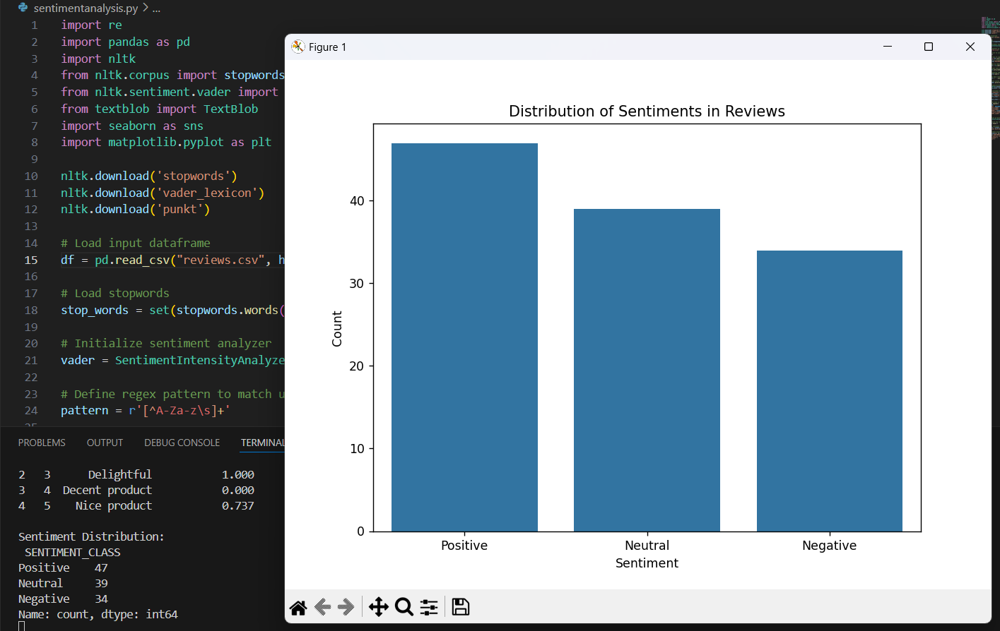 sentimentanalysis.py > ...
1 import re
2 import pandas as pd
3 import nltk
4 from nltk.corpus import stopwords
5 from nltk.sentiment.vader import
6 from textblob import TextBlob
7 import seaborn as sns
8 import matplotlib.pyplot as plt
9
10 nltk.download('stopwords')
11 nltk.download('vader_lexicon')
12 nltk.download('punkt')
13
14 # Load input dataframe
15 df = pd.read_csv("reviews.csv", h
16
17 # Load stopwords
18 stop_words = set(stopwords.words(
19
20 # Initialize sentiment analyzer
21 vader = SentimentIntensityAnalyze
22
23 # Define regex pattern to match u
24 pattern = r'[^A-Za-z\s]+'
25
PROBLEMS OUTPUT DEBUG CONSOLE TERMINAL
2 3 Delightful 1.000
3 4 Decent product 0.000
4 5 Nice product 0.737
Sentiment Distribution:
SENTIMENT_CLASS
Positive 47
Neutral 39
Negative 34
Name: count, dtype: int64
Figure 1
Distribution of Sentiments in Reviews
Count
40
30
20
10
0
Positive Neutral Negative
Sentiment